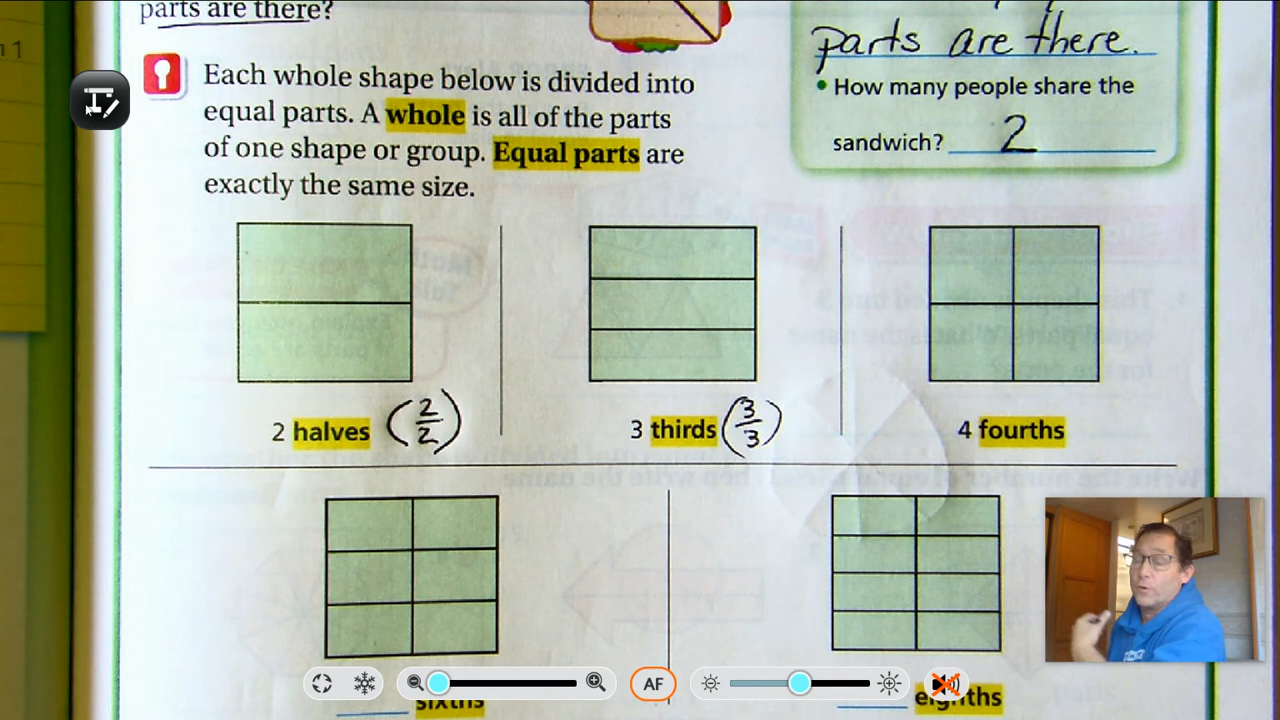 parts are there?
parts are there.
n 1
Each whole shape below is divided into
equal parts. A whole is all of the parts
of one shape or group. Equal parts are
exactly the same size.
• How many people share the
sandwich? 2
2 halves (2/2)
3 thirds (3/3)
4 fourths
sixths
eighths
AF